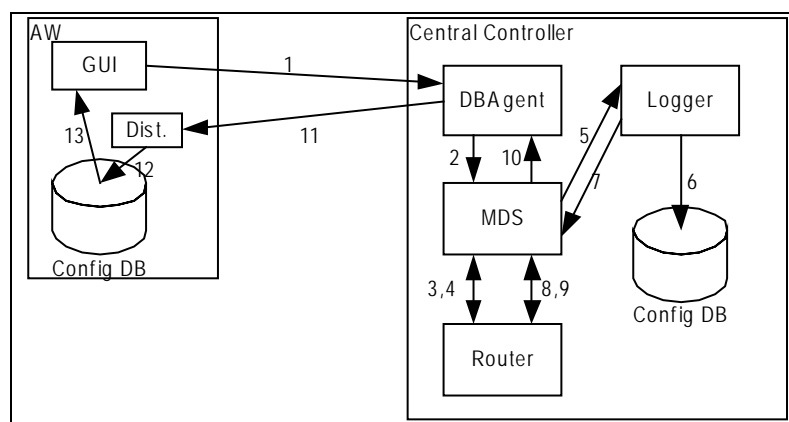 AW
Central Controller
GUI
1
DBAgent
Logger
13
Dist.
11
12
2
10
5
7
6
MDS
Config DB
3,4
8,9
Config DB
Router